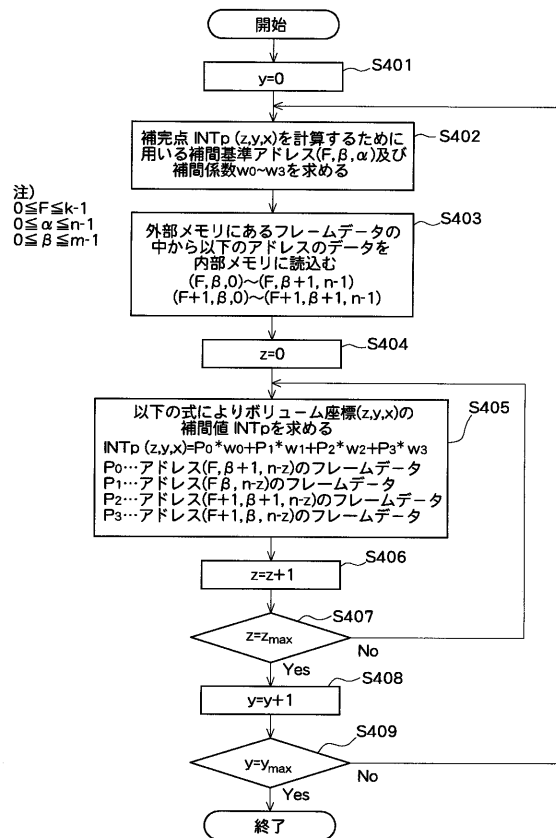 開始
y=0
S401
補完点 INTp (z,y,x)を計算するために
用いる補間基準アドレス(F,β,α)及び
補間係数w₀~w₃を求める
S402
注)
0≦F≦k-1
0≦α≦n-1
0≦β≦m-1
外部メモリにあるフレームデータの
中から以下のアドレスのデータを
内部メモリに読込む
(F,β,0)〜(F,β+1, n-1)
(F+1,β,0)〜(F+1,β+1, n-1)
S403
z=0
S404
以下の式によりボリューム座標(z,y,x)の
補間値 INTpを求める
INTp (z,y,x)=P₀*w₀+P₁*w₁+P₂*w₂+P₃*w₃
P₀…アドレス(F,β+1, n-z)のフレームデータ
P₁…アドレス(Fβ, n-z)のフレームデータ
P₂…アドレス(F+1,β+1, n-z)のフレームデータ
P₃…アドレス(F+1,β, n-z)のフレームデータ
S405
z=z+1
S406
z=zmax
S407
No
Yes
y=y+1
S408
y=ymax
S409
No
Yes
終了